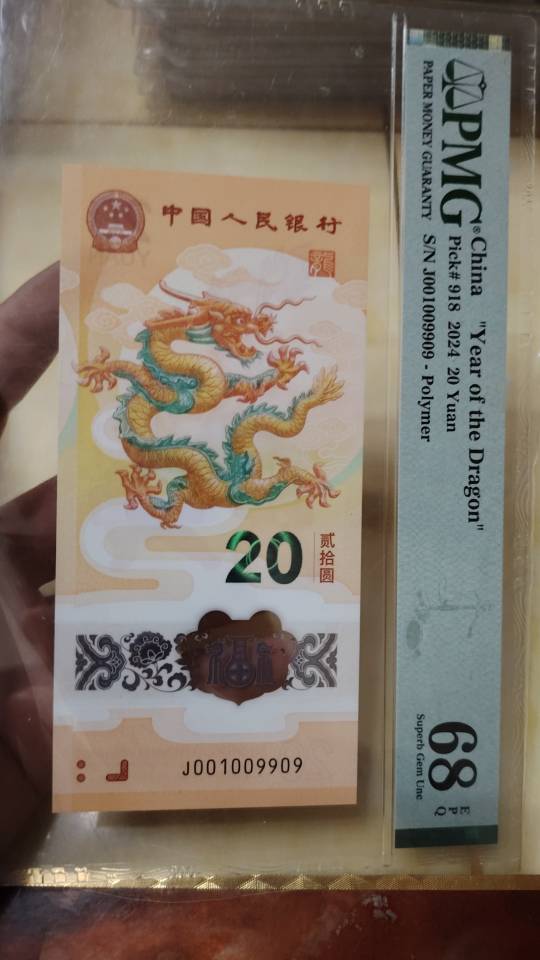 中国人民银行
20
贰拾圆
福
J001009909
PMG®
PAPER MONEY GUARANTY
China "Year of the Dragon"
Pick# 918 2024 20 Yuan
S/N J001009909 - Polymer
68
EPQ
Superb Gem Unc